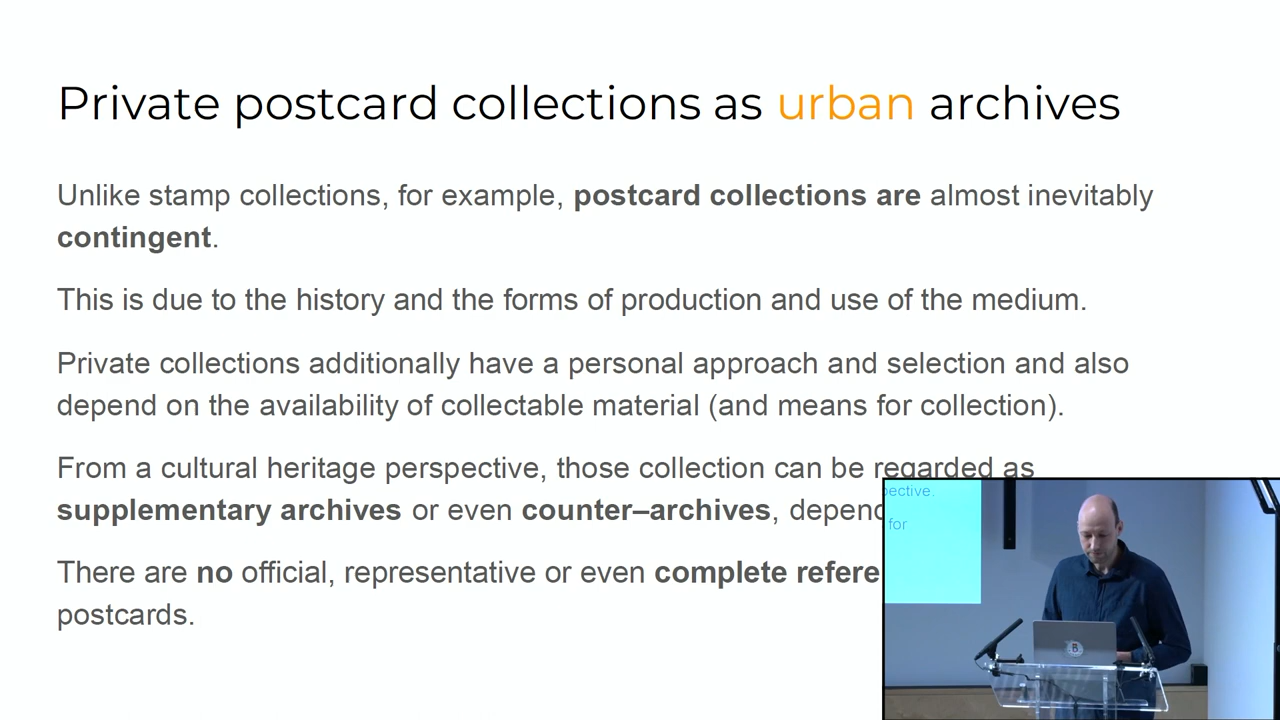 Private postcard collections as urban archives
Unlike stamp collections, for example, postcard collections are almost inevitably
contingent.
This is due to the history and the forms of production and use of the medium.
Private collections additionally have a personal approach and selection and also
depend on the availability of collectable material (and means for collection).
From a cultural heritage perspective, those collection can be regarded as
supplementary archives or even counter–archives,
There are no official, representative or even complete
postcards.
for
B